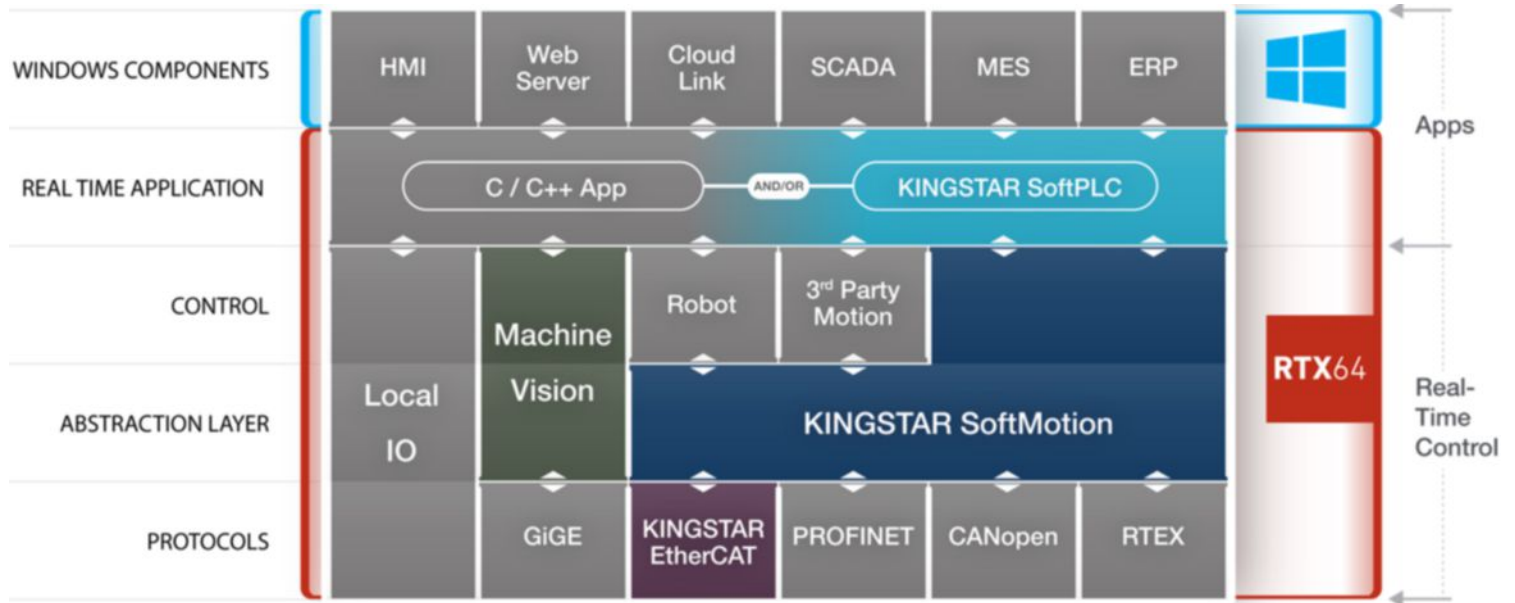 WINDOWS COMPONENTS
HMI
Web
Server
Cloud
Link
SCADA
MES
ERP
Apps
REAL TIME APPLICATION
C / C++ App
AND/OR
KINGSTAR SoftPLC
CONTROL
Machine
Vision
Robot
3rd Party
Motion
RTX64
ABSTRACTION LAYER
Local
IO
KINGSTAR SoftMotion
Real-
Time
Control
PROTOCOLS
GiGE
KINGSTAR
EtherCAT
PROFINET
CANopen
RTEX